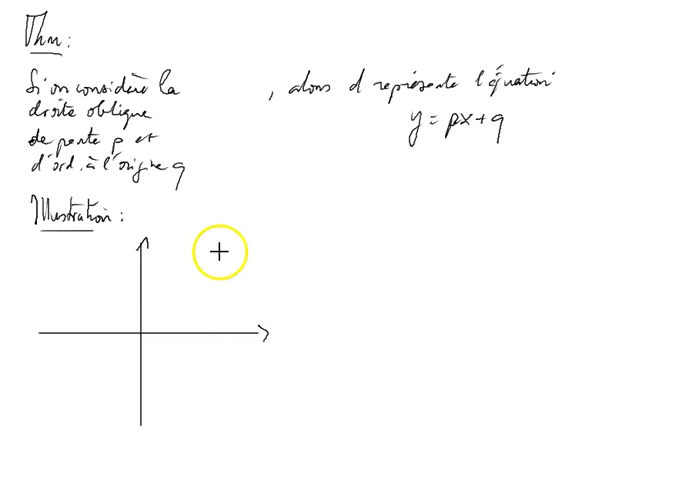 Thm :
Si on considère la , alors d représente l'équation
droite oblique
y = px + q
de pente p et
d'ord. à l'origine q
Illustration :